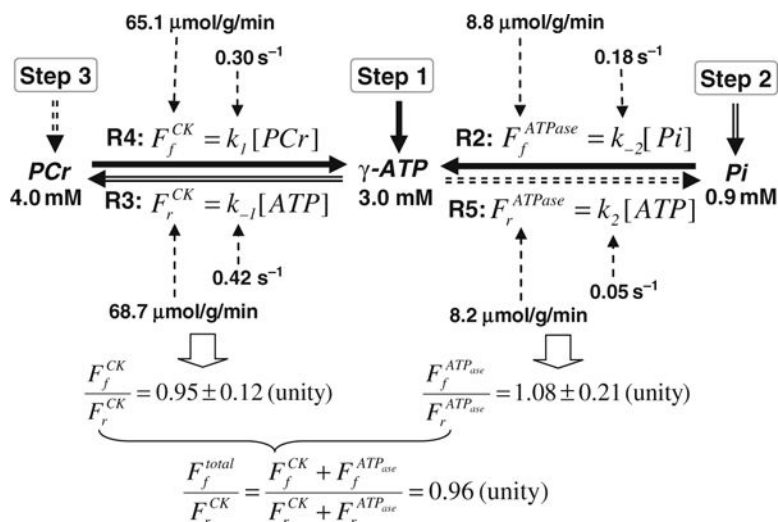 65.1 μmol/g/min
8.8 μmol/g/min
0.30 s⁻¹
0.18 s⁻¹
Step 3
Step 1
Step 2
R4: F_f^{CK} = k_1[PCr]
R2: F_f^{ATPase} = k_{-2}[Pi]
PCr
γ-ATP
Pi
4.0 mM
3.0 mM
0.9 mM
R3: F_r^{CK} = k_{-1}[ATP]
R5: F_r^{ATPase} = k_2[ATP]
0.42 s⁻¹
0.05 s⁻¹
68.7 μmol/g/min
8.2 μmol/g/min
F_f^{CK} / F_r^{CK} = 0.95 ± 0.12 (unity)
F_f^{ATPase} / F_r^{ATPase} = 1.08 ± 0.21 (unity)
F_f^{total} / F_r^{CK} = F_f^{CK} + F_f^{ATPase} / F_r^{CK} + F_r^{ATPase} = 0.96 (unity)